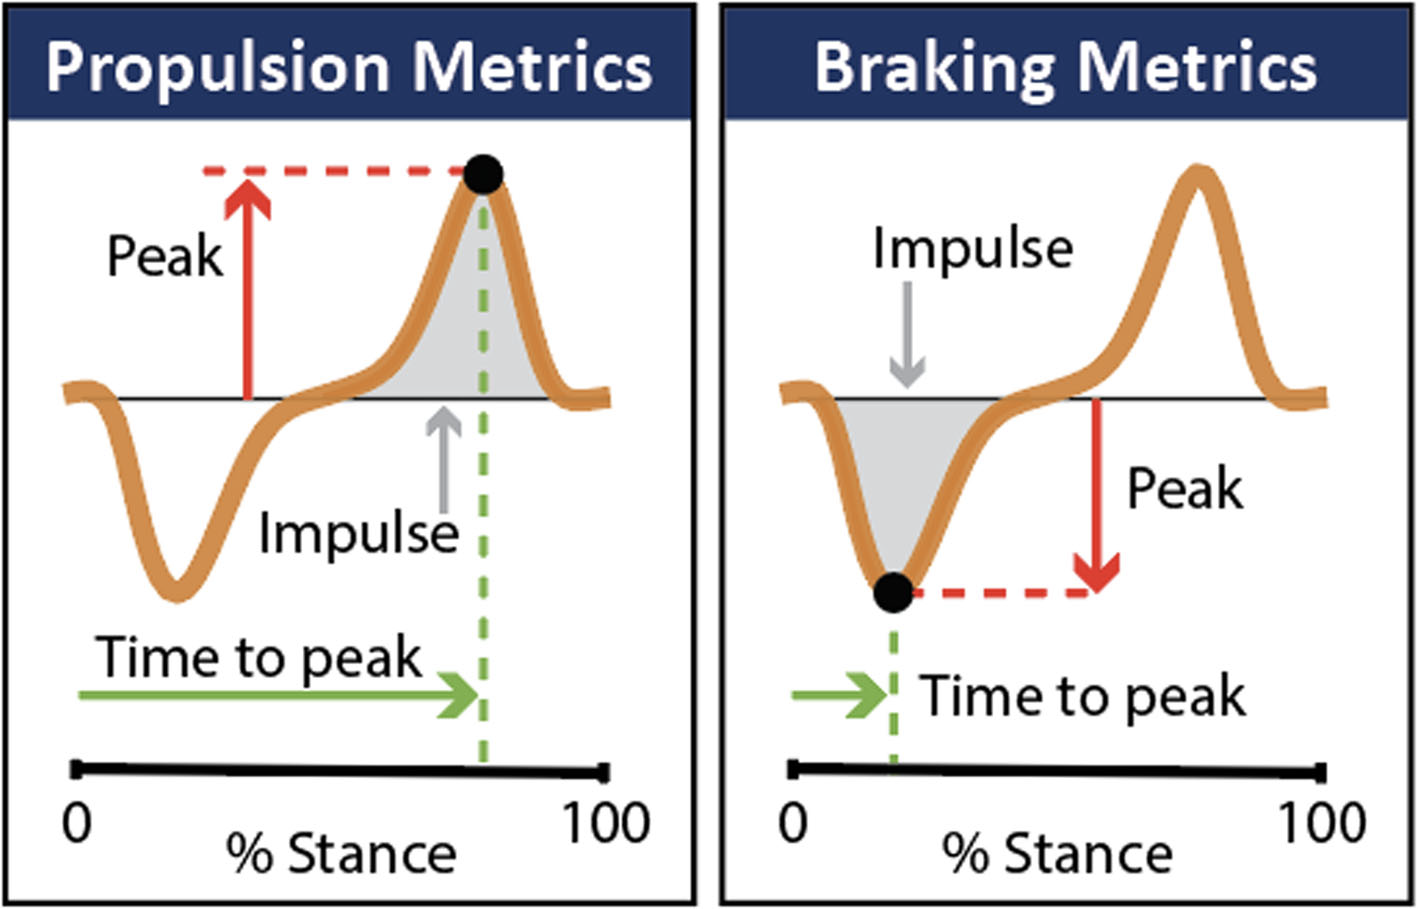 Propulsion Metrics
Peak
Impulse
Time to peak
0
100
% Stance
Braking Metrics
Impulse
Peak
Time to peak
0
100
% Stance